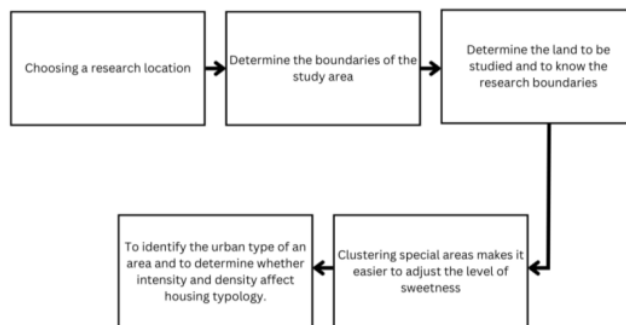 Choosing a research location
Determine the boundaries of the
study area
Determine the land to be
studied and to know the
research boundaries
Clustering special areas makes it
easier to adjust the level of
sweetness
To identify the urban type of an
area and to determine whether
intensity and density affect
housing typology.